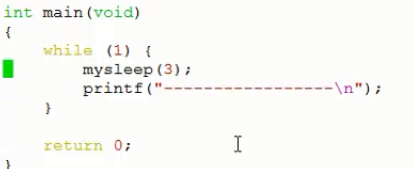 int main(void)
{
    while (1) {
        mysleep(3);
        printf("-----------------\n");
    }

    return 0;
}